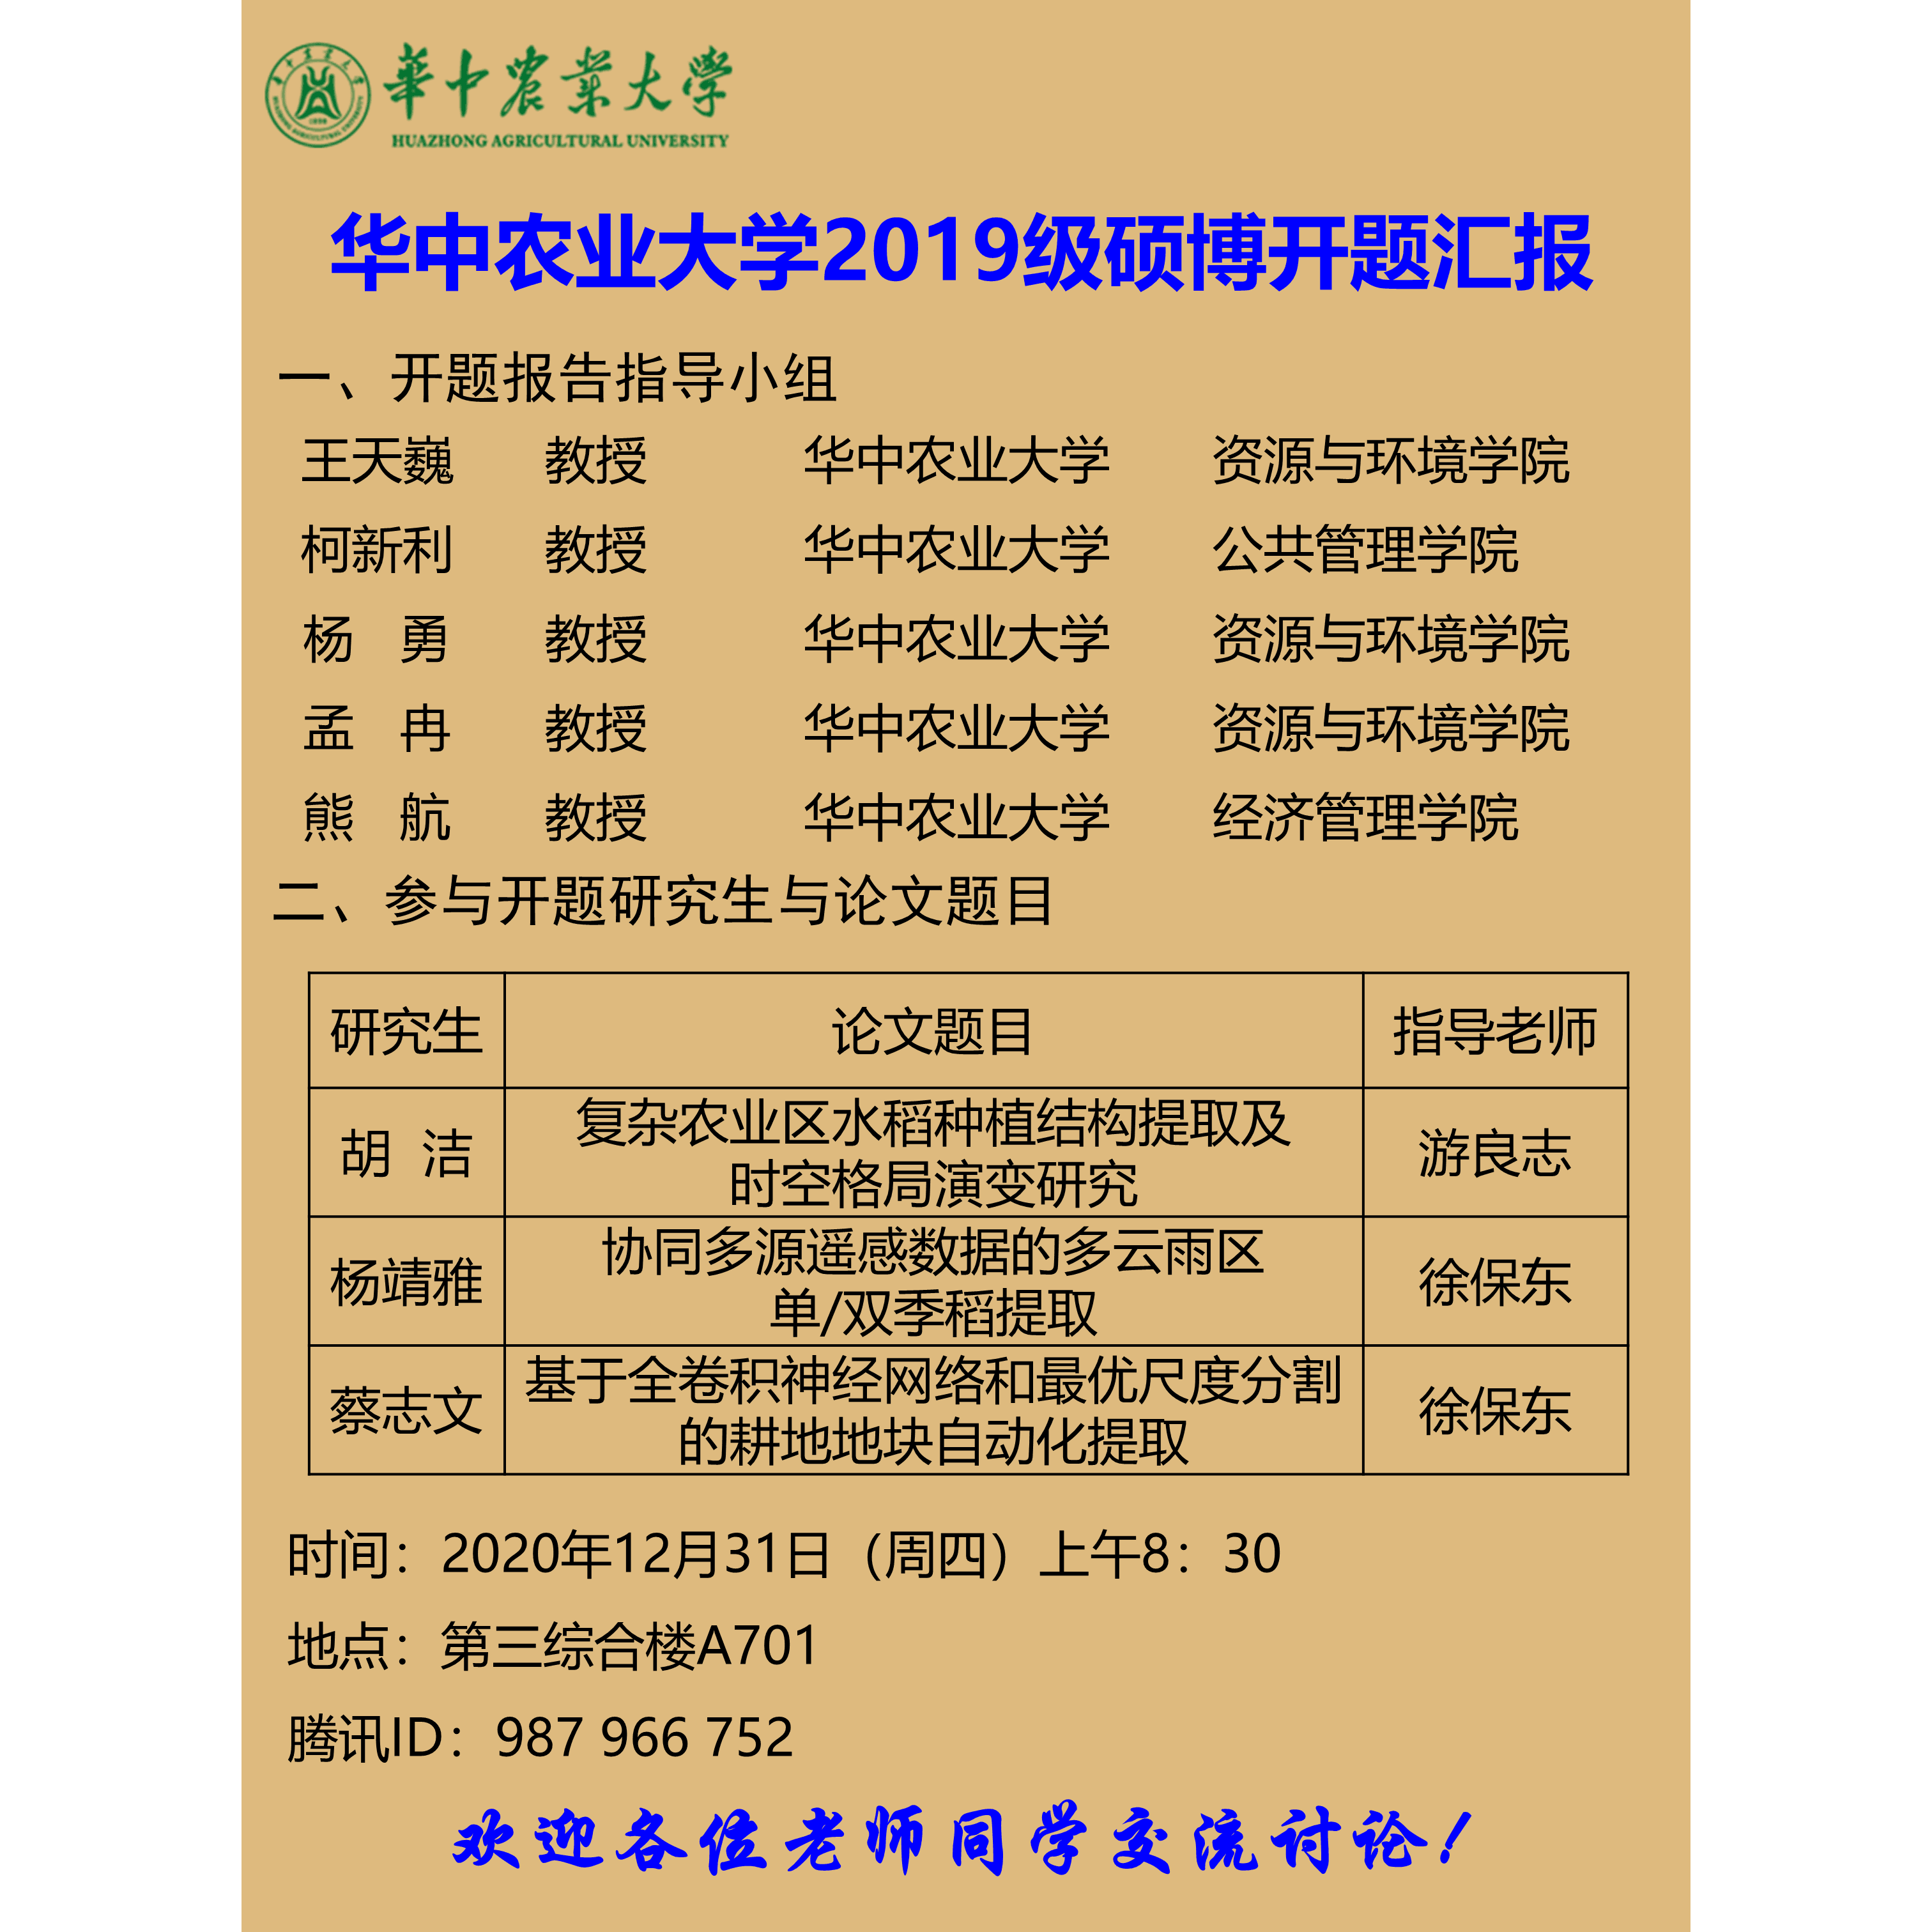 華中農業大学
HUAZHONG AGRICULTURAL UNIVERSITY
华中农业大学2019级硕博开题汇报
一、开题报告指导小组
王天巍 教授 华中农业大学 资源与环境学院
柯新利 教授 华中农业大学 公共管理学院
杨 勇 教授 华中农业大学 资源与环境学院
孟 冉 教授 华中农业大学 资源与环境学院
熊 航 教授 华中农业大学 经济管理学院
二、参与开题研究生与论文题目
研究生 论文题目 指导老师
胡 洁 复杂农业区水稻种植结构提取及
时空格局演变研究 游良志
杨靖雅 协同多源遥感数据的多云雨区
单/双季稻提取 徐保东
蔡志文 基于全卷积神经网络和最优尺度分割
的耕地地块自动化提取 徐保东
时间：2020年12月31日（周四）上午8：30
地点：第三综合楼A701
腾讯ID：987 966 752
欢迎各位老师同学交流讨论！